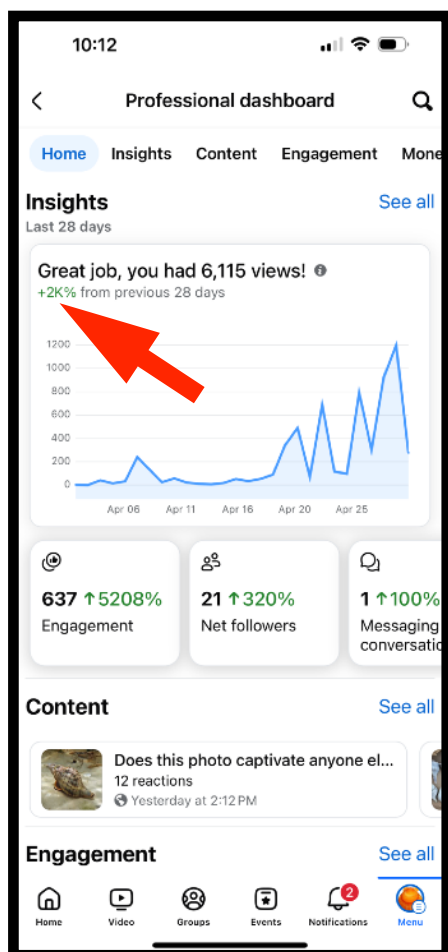 10:12
Professional dashboard
Home Insights Content Engagement Mone
Insights See all
Last 28 days
Great job, you had 6,115 views!
+2K% from previous 28 days
1200
1000
800
600
400
200
0
Apr 06 Apr 11 Apr 16 Apr 20 Apr 25
637 ↑5208% 21 ↑320% 1 ↑100%
Engagement Net followers Messaging
conversatio
Content See all
Does this photo captivate anyone el...
12 reactions
Yesterday at 2:12 PM
Engagement See all
2
Home Video Groups Events Notifications Menu